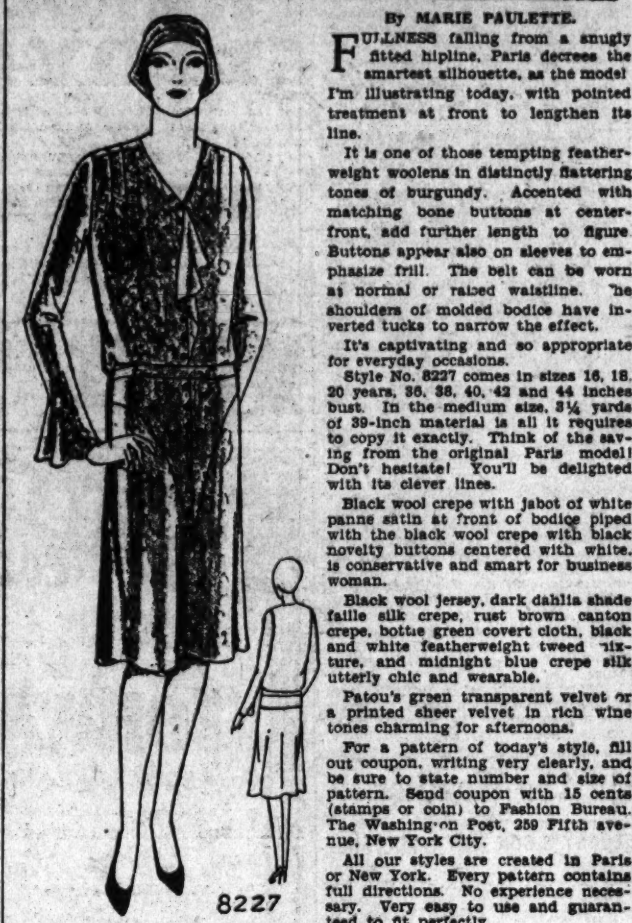 By MARIE PAULETTE.
FULLNESS falling from a snugly
fitted hipline, Paris decrees the
smartest silhouette, as the model
I'm illustrating today, with pointed
treatment at front to lengthen its
line.
It is one of those tempting feather-
weight woolens in distinctly flattering
tones of burgundy. Accented with
matching bone buttons at center-
front, add further length to figure.
Buttons appear also on sleeves to em-
phasize frill. The belt can be worn
at normal or raised waistline. The
shoulders of molded bodice have in-
verted tucks to narrow the effect.
It's captivating and so appropriate
for everyday occasions.
Style No. 8227 comes in sizes 16, 18,
20 years, 36, 38, 40, 42 and 44 inches
bust. In the medium size, 3¼ yards
of 39-inch material is all it requires
to copy it exactly. Think of the sav-
ing from the original Paris model!
Don't hesitate! You'll be delighted
with its clever lines.
Black wool crepe with jabot of white
panne satin at front of bodice piped
with the black wool crepe with black
novelty buttons centered with white,
is conservative and smart for business
woman.
Black wool jersey, dark dahlia shade
faille silk crepe, rust brown canton
crepe, bottle green covert cloth, black
and white featherweight tweed mix-
ture, and midnight blue crepe silk
utterly chic and wearable.
Patou's green transparent velvet or
a printed sheer velvet in rich wine
tones charming for afternoons.
For a pattern of today's style, fill
out coupon, writing very clearly, and
be sure to state number and size of
pattern. Send coupon with 15 cents
(stamps or coin) to Fashion Bureau.
The Washington Post, 259 Fifth ave-
nue, New York City.
All our styles are created in Paris
or New York. Every pattern contains
full directions. No experience neces-
sary. Very easy to use and guaran-
teed to fit perfectly.
8227